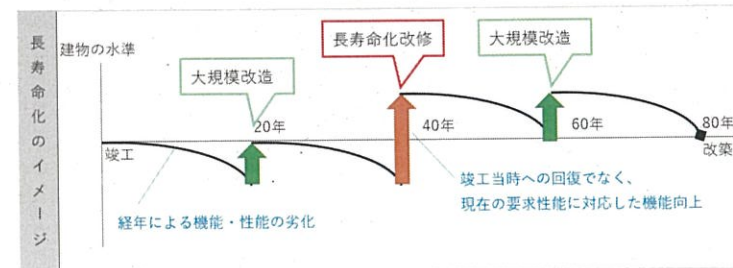 長寿命化のイメージ
建物の水準
大規模改造
長寿命化改修
大規模改造
20年
40年
60年
80年
竣工
改築
経年による機能・性能の劣化
竣工当時への回復でなく、
現在の要求性能に対応した機能向上